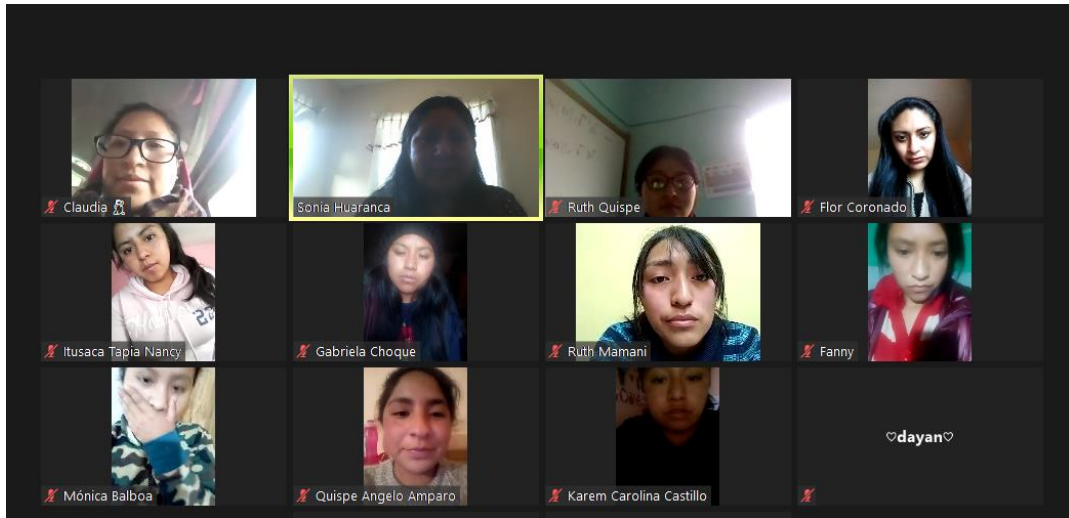 Claudia
Sonia Huaranca
Ruth Quispe
Flor Coronado
Itusaca Tapia Nancy
Gabriela Choque
Ruth Mamani
Fanny
Mónica Balboa
Quispe Angelo Amparo
Karem Carolina Castillo
♡dayan♡